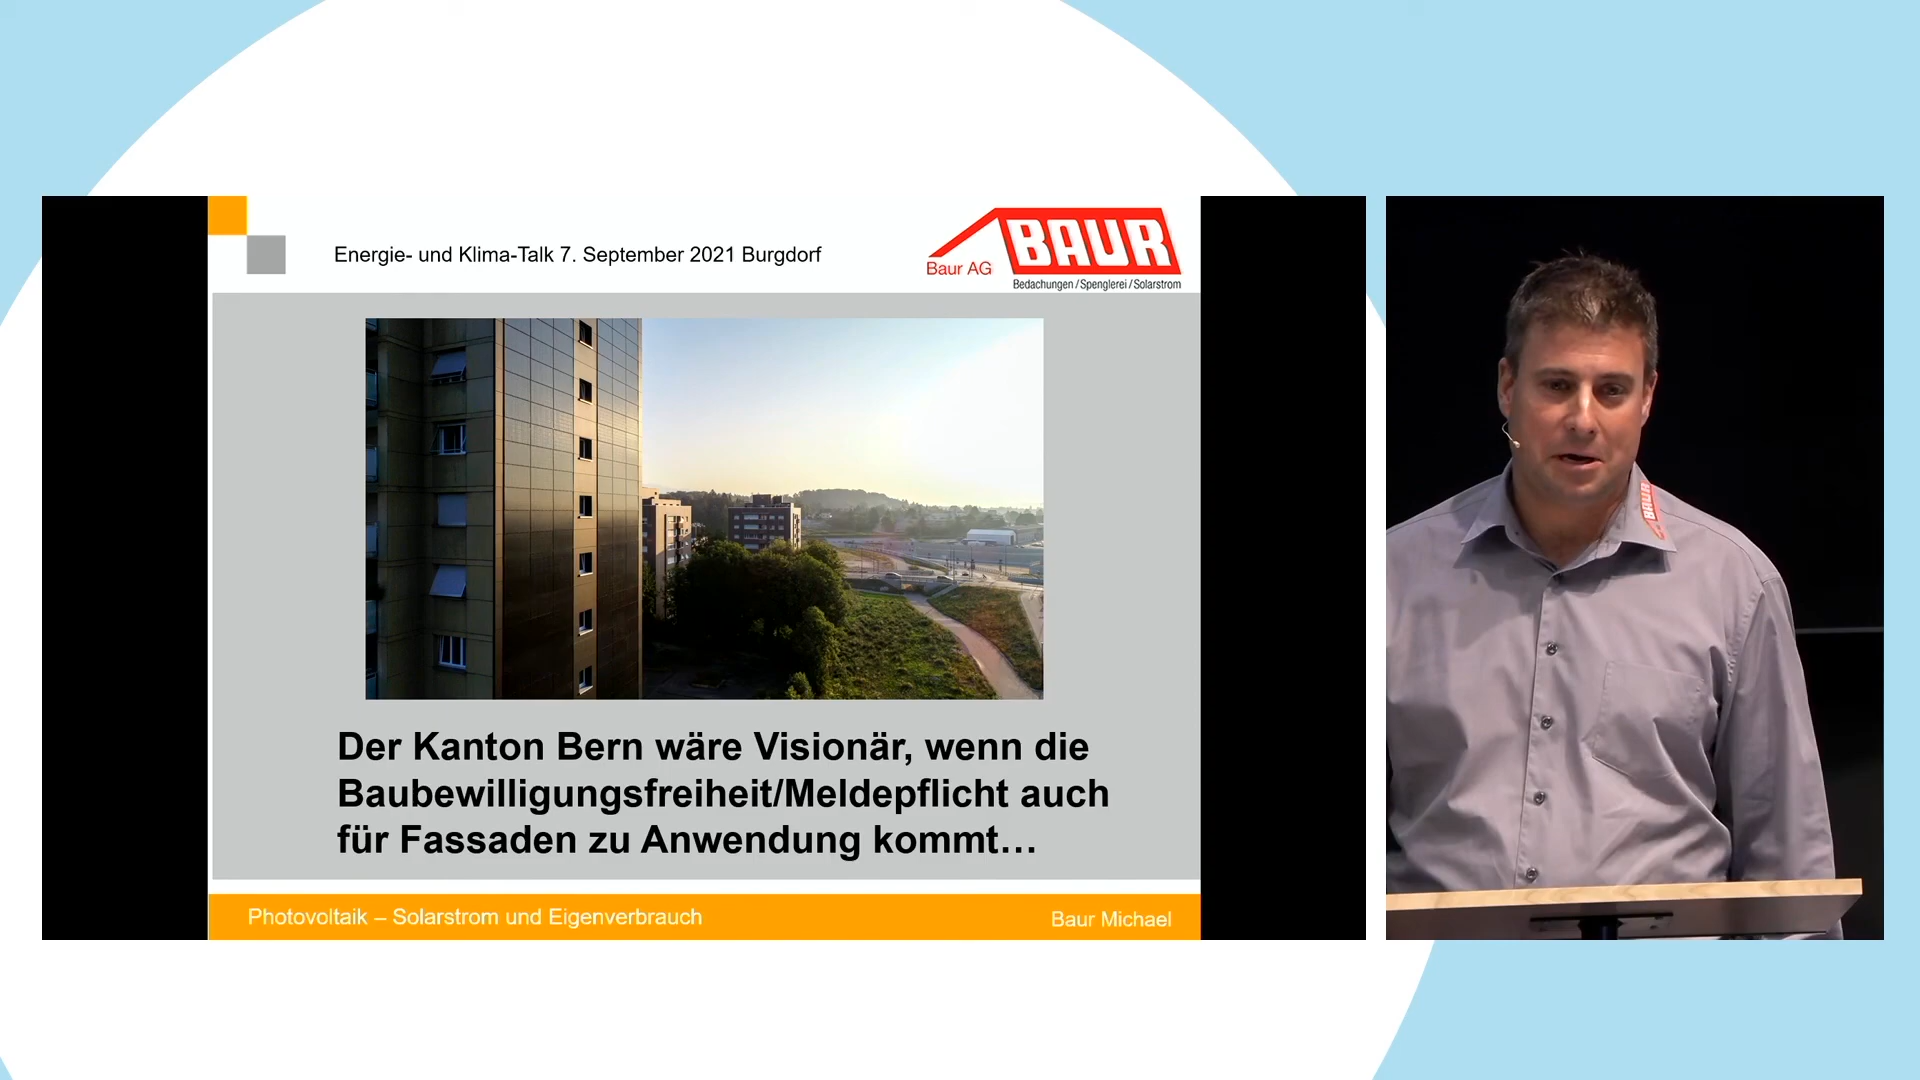 Energie- und Klima-Talk 7. September 2021 Burgdorf
BAUR
Baur AG
Bedachungen/Spenglerei/Solarstrom
Der Kanton Bern wäre Visionär, wenn die
Baubewilligungsfreiheit/Meldepflicht auch
für Fassaden zu Anwendung kommt…
Photovoltaik – Solarstrom und Eigenverbrauch
Baur Michael
BAUR